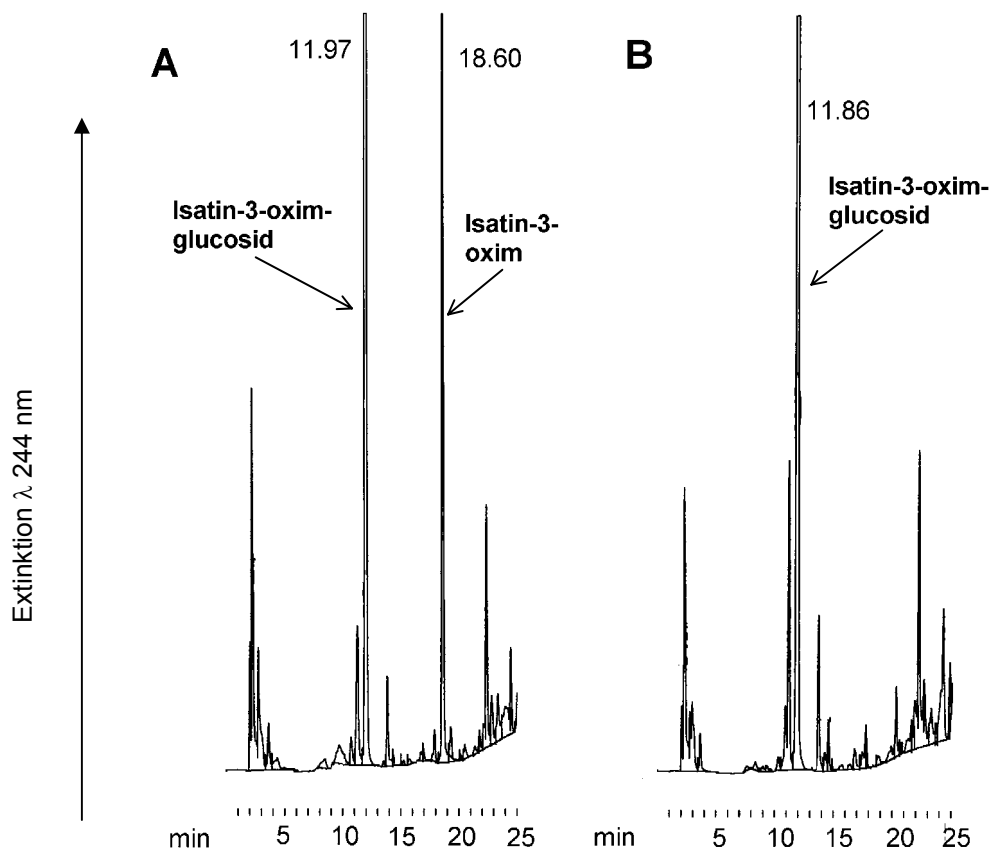 A
11.97
18.60
Isatin-3-oxim-
glucosid
Isatin-3-
oxim
B
11.86
Isatin-3-oxim-
glucosid
Extinktion λ 244 nm
min 5 10 15 20 25
min 5 10 15 20 25